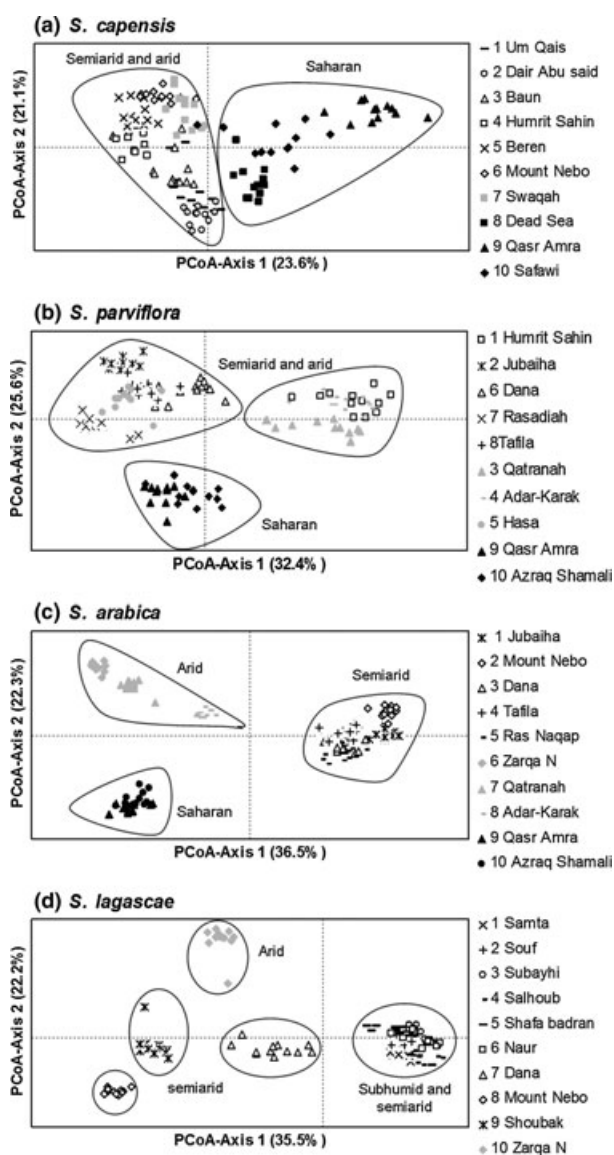 (a) S. capensis
Semiarid and arid
Saharan
PCoA-Axis 2 (21.1%)
PCoA-Axis 1 (23.6%)
1 Um Qais
2 Dair Abu said
3 Baun
4 Humrit Sahin
5 Beren
6 Mount Nebo
7 Swaqah
8 Dead Sea
9 Qasr Amra
10 Safawi
(b) S. parviflora
Semiarid and arid
Saharan
PCoA-Axis 2 (25.6%)
PCoA-Axis 1 (32.4%)
1 Humrit Sahin
2 Jubaiha
6 Dana
7 Rasadiah
8Tafila
3 Qatranah
4 Adar-Karak
5 Hasa
9 Qasr Amra
10 Azraq Shamali
(c) S. arabica
Arid
Semiarid
Saharan
PCoA-Axis 2 (22.3%)
PCoA-Axis 1 (36.5%)
1 Jubaiha
2 Mount Nebo
3 Dana
4 Tafila
5 Ras Naqap
6 Zarqa N
7 Qatranah
8 Adar-Karak
9 Qasr Amra
10 Azraq Shamali
(d) S. lagascae
Arid
semiarid
Subhumid and
semiarid
PCoA-Axis 2 (22.2%)
PCoA-Axis 1 (35.5%)
1 Samta
2 Souf
3 Subayhi
4 Salhoub
5 Shafa badran
6 Naur
7 Dana
8 Mount Nebo
9 Shoubak
10 Zarqa N